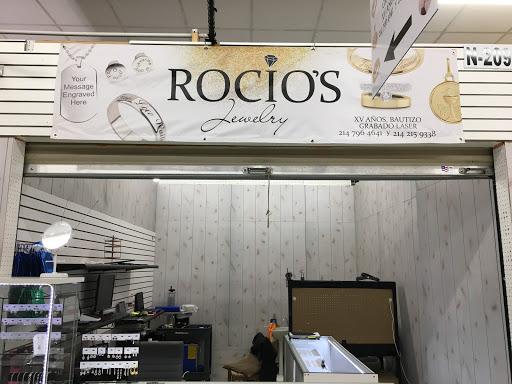 Your
Message
Engraved
Here
ROCIO'S
Jewelry
XV AÑOS, BAUTIZO
GRABADO LASER
214 796 4641 y 214 215 9338
N-209